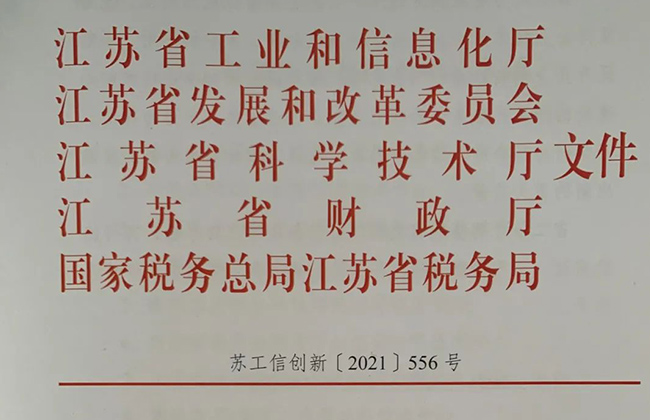 江苏省工业和信息化厅
江苏省发展和改革委员会
江苏省科学技术厅文件
江苏省财政厅
国家税务总局江苏省税务局
苏工信创新〔2021〕556号